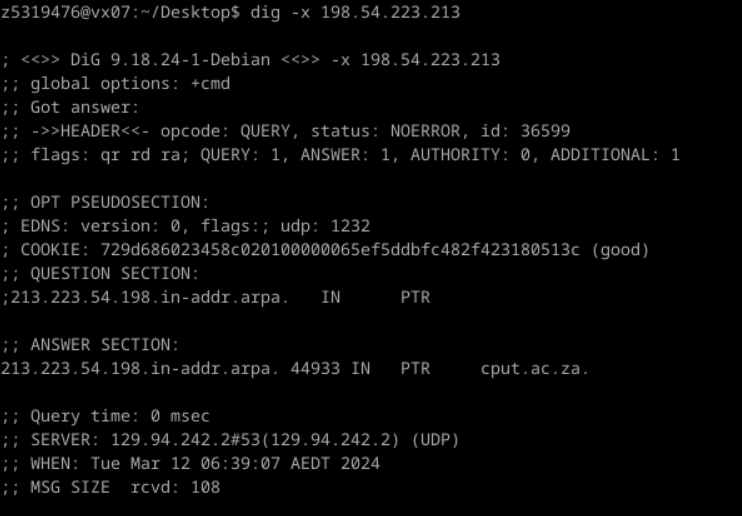 z5319476@vx07:~/Desktop$ dig -x 198.54.223.213
; <<>> DiG 9.18.24-1-Debian <<>> -x 198.54.223.213
;; global options: +cmd
;; Got answer:
;; ->>HEADER<<- opcode: QUERY, status: NOERROR, id: 36599
;; flags: qr rd ra; QUERY: 1, ANSWER: 1, AUTHORITY: 0, ADDITIONAL: 1
;; OPT PSEUDOSECTION:
; EDNS: version: 0, flags:; udp: 1232
; COOKIE: 729d686023458c020100000065ef5ddbfc482f423180513c (good)
;; QUESTION SECTION:
;213.223.54.198.in-addr.arpa. IN PTR
;; ANSWER SECTION:
213.223.54.198.in-addr.arpa. 44933 IN PTR cput.ac.za.
;; Query time: 0 msec
;; SERVER: 129.94.242.2#53(129.94.242.2) (UDP)
;; WHEN: Tue Mar 12 06:39:07 AEDT 2024
;; MSG SIZE rcvd: 108